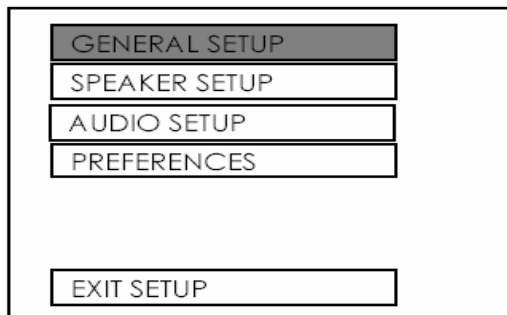 GENERAL SETUP
SPEAKER SETUP
AUDIO SETUP
PREFERENCES
EXIT SETUP